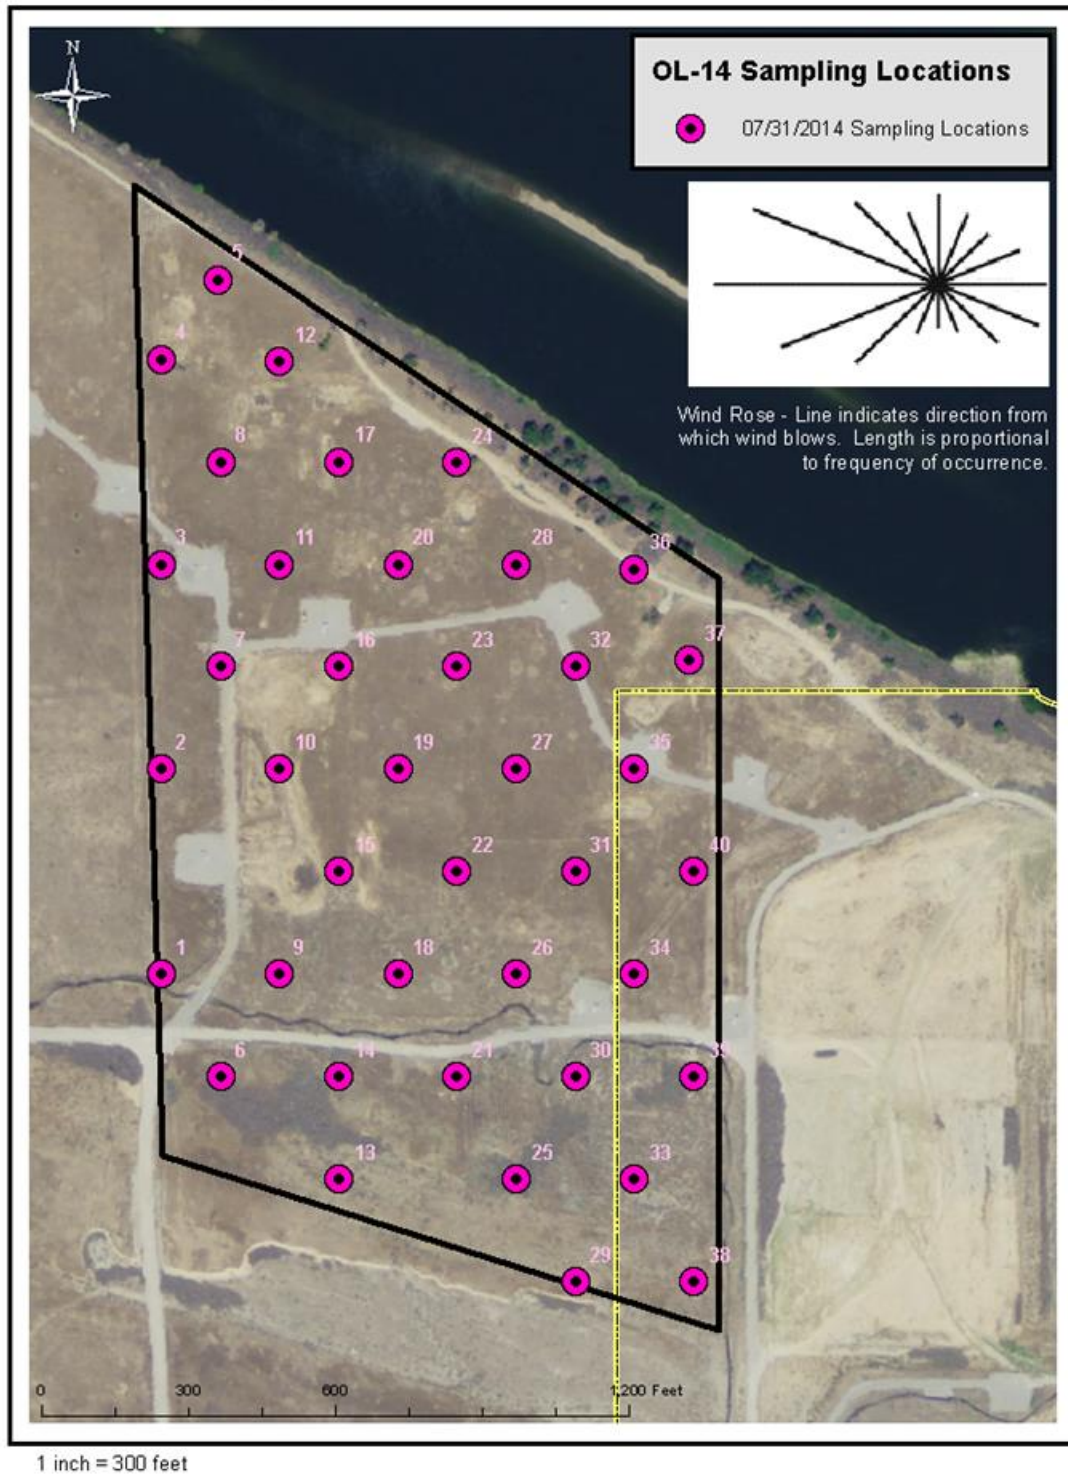 N
OL-14 Sampling Locations
07/31/2014 Sampling Locations
Wind Rose - Line indicates direction from
which wind blows. Length is proportional
to frequency of occurrence.
5
4 12
8 17 24
3 11 20 28 36
7 16 23 32 37
2 10 19 27 35
15 22 31 40
1 9 18 26 34
6 14 21 30 39
13 25 33
29 38
0 300 600 1,200 Feet
1 inch = 300 feet